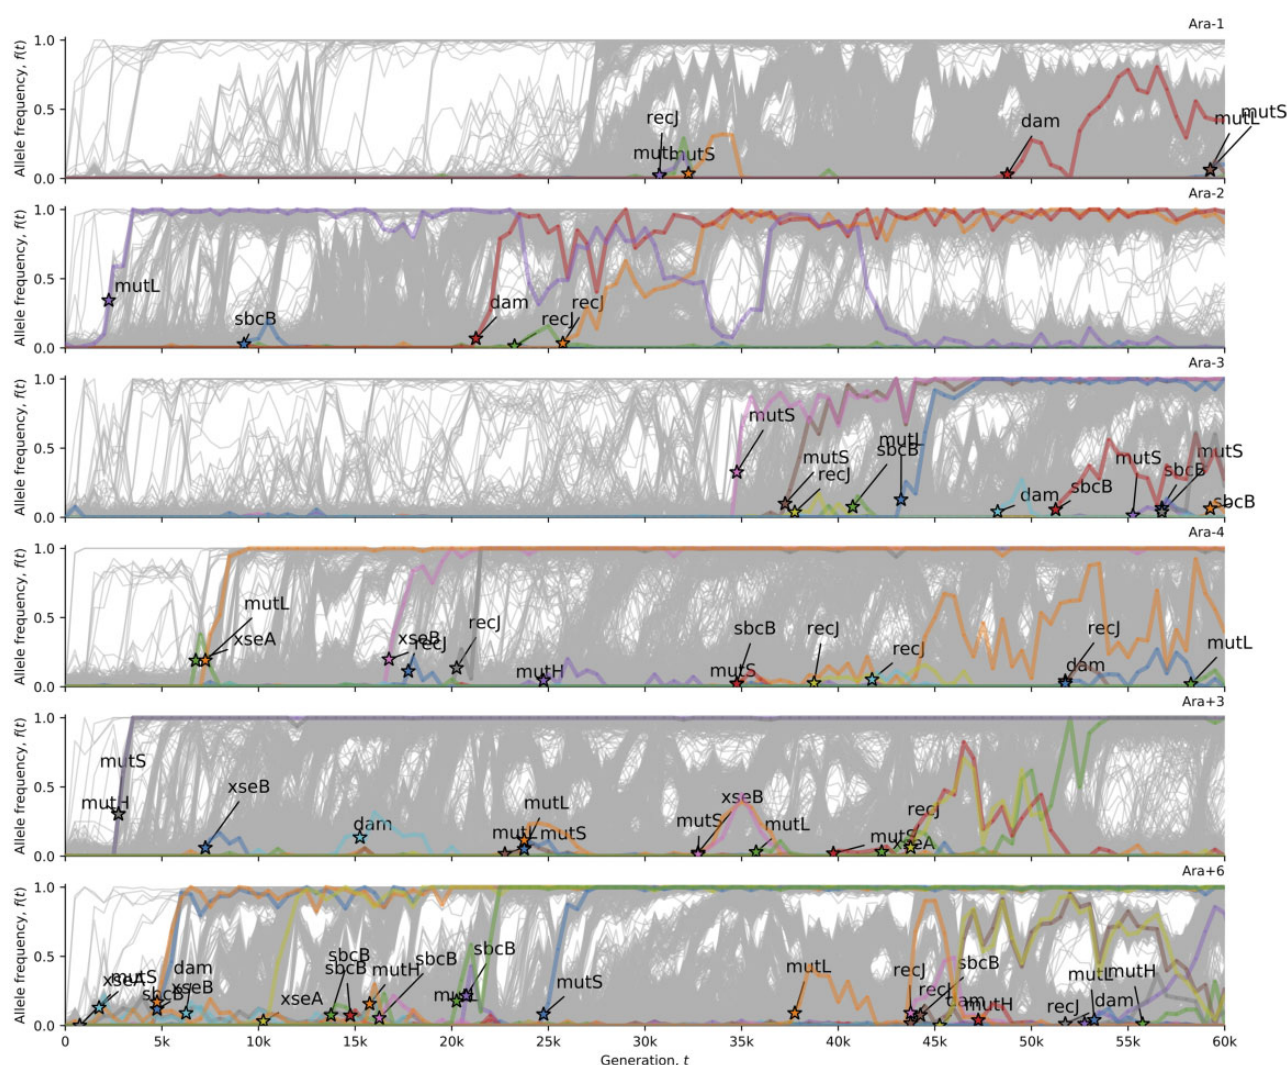 Ara-1
Allele frequency, f(t)
1.0
0.5
0.0
recJ
mutL
mutS
dam
mutL
mutS
Ara-2
Allele frequency, f(t)
1.0
0.5
0.0
mutL
sbcB
dam
recJ
recJ
Ara-3
Allele frequency, f(t)
1.0
0.5
0.0
mutS
mutS
recJ
mutL
sbcB
dam
sbcB
mutS
sbcB
mutS
sbcB
Ara-4
Allele frequency, f(t)
1.0
0.5
0.0
mutL
xseA
xseB
recJ
recJ
mutH
sbcB
mutS
recJ
recJ
recJ
dam
mutL
Ara+3
Allele frequency, f(t)
1.0
0.5
0.0
mutS
mutH
xseB
dam
mutL
mutL
mutS
xseB
mutS
mutL
recJ
mutS
xseA
Ara+6
Allele frequency, f(t)
1.0
0.5
0.0
xseA
mutS
sbcB
dam
xseB
xseA
sbcB
sbcB
mutH
sbcB
sbcB
mutS
mutL
recJ
sbcB
recJ
dam
mutH
mutL
mutH
recJ
dam
0 5k 10k 15k 20k 25k 30k 35k 40k 45k 50k 55k 60k
Generation, t